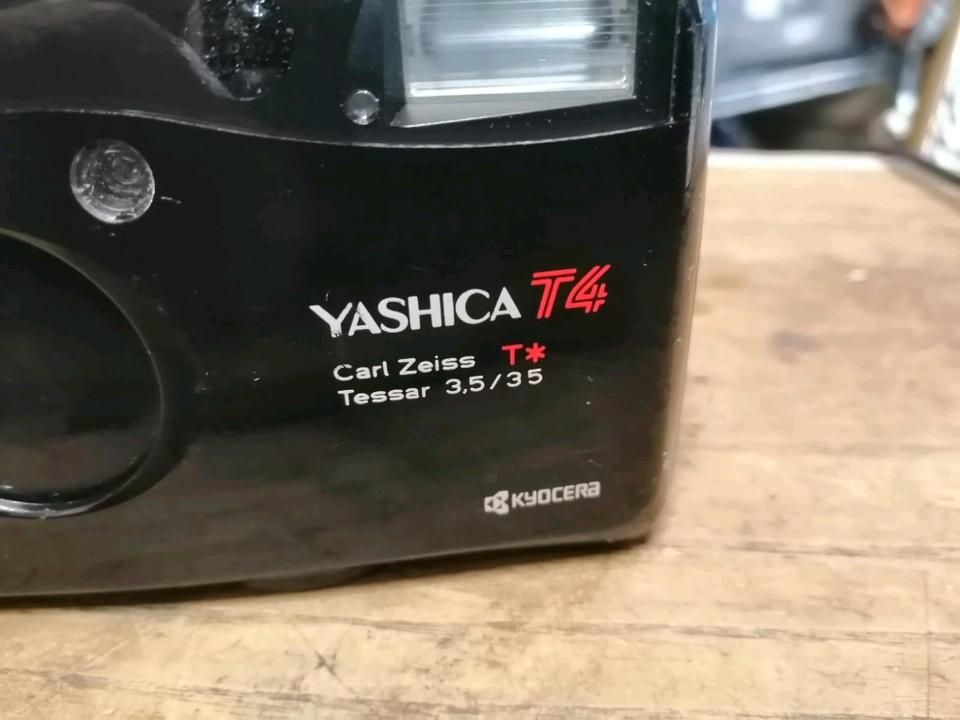 YASHICA T4
Carl Zeiss T*
Tessar 3,5/35
KYOCERA